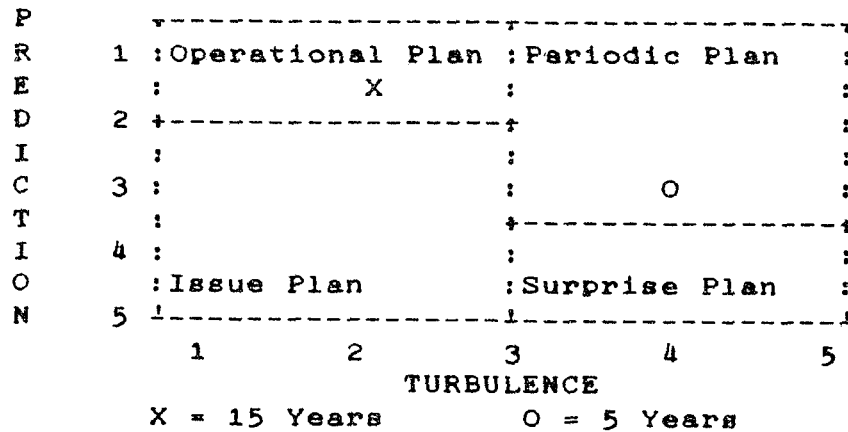 P
R 1 :Operational Plan :Periodic Plan :
E : X : :
D 2 +--------------------+ :
I : : :
C 3 : : O :
T : +-------------------+
I 4 : : :
O :Issue Plan :Surprise Plan :
N 5 !--------------------!-------------------!
1 2 3 4 5
TURBULENCE
X = 15 Years O = 5 Years